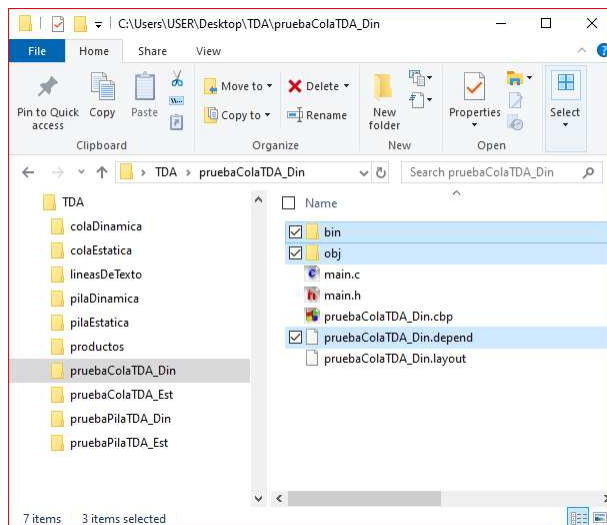 C:\Users\USER\Desktop\TDA\pruebaColaTDA_Din
File Home Share View
Pin to Quick access
Copy
Paste
Move to
Copy to
Delete
Rename
New folder
Properties
Select
Clipboard Organize New Open
TDA > pruebaColaTDA_Din
Search pruebaColaTDA_Din
TDA
colaDinamica
colaEstatica
lineasDeTexto
pilaDinamica
pilaEstatica
productos
pruebaColaTDA_Din
pruebaColaTDA_Est
pruebaPilaTDA_Din
pruebaPilaTDA_Est
Name
bin
obj
main.c
main.h
pruebaColaTDA_Din.cbp
pruebaColaTDA_Din.depend
pruebaColaTDA_Din.layout
7 items 3 items selected